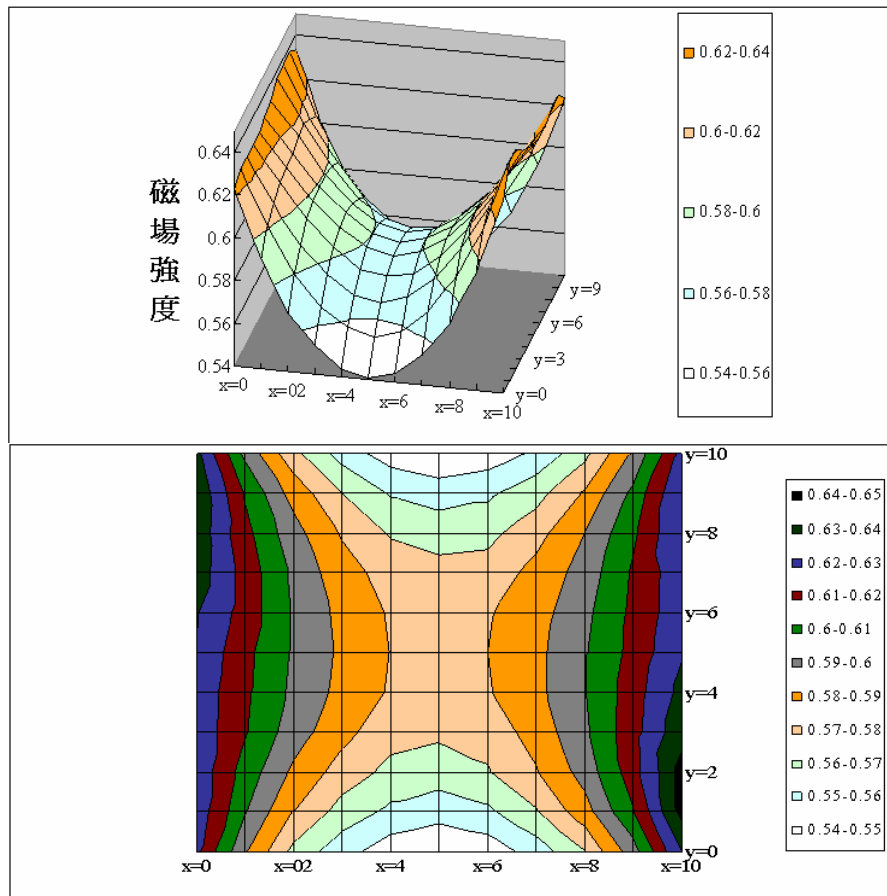 0.64
0.62
0.6
0.58
0.56
0.54
磁場強度
x=0
x=02
x=4
x=6
x=8
x=10
y=0
y=3
y=6
y=9
0.62-0.64
0.6-0.62
0.58-0.6
0.56-0.58
0.54-0.56
y=10
y=8
y=6
y=4
y=2
y=0
x=0
x=02
x=4
x=6
x=8
x=10
0.64-0.65
0.63-0.64
0.62-0.63
0.61-0.62
0.6-0.61
0.59-0.6
0.58-0.59
0.57-0.58
0.56-0.57
0.55-0.56
0.54-0.55